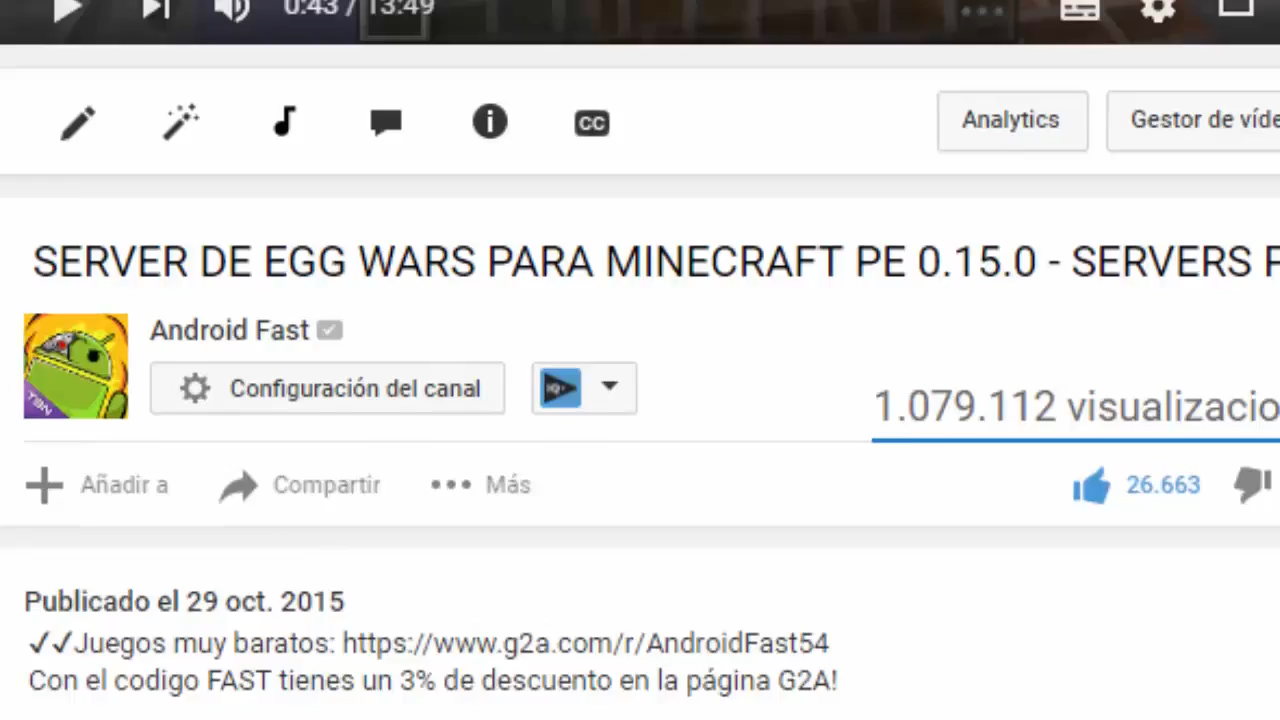 0:43 / 13:49
CC
Analytics
Gestor de víde
SERVER DE EGG WARS PARA MINECRAFT PE 0.15.0 - SERVERS P
Android Fast
TGN
Configuración del canal
1.079.112 visualizacio
Añadir a
Compartir
Más
26.663
Publicado el 29 oct. 2015
✓✓Juegos muy baratos: https://www.g2a.com/r/AndroidFast54
Con el codigo FAST tienes un 3% de descuento en la página G2A!